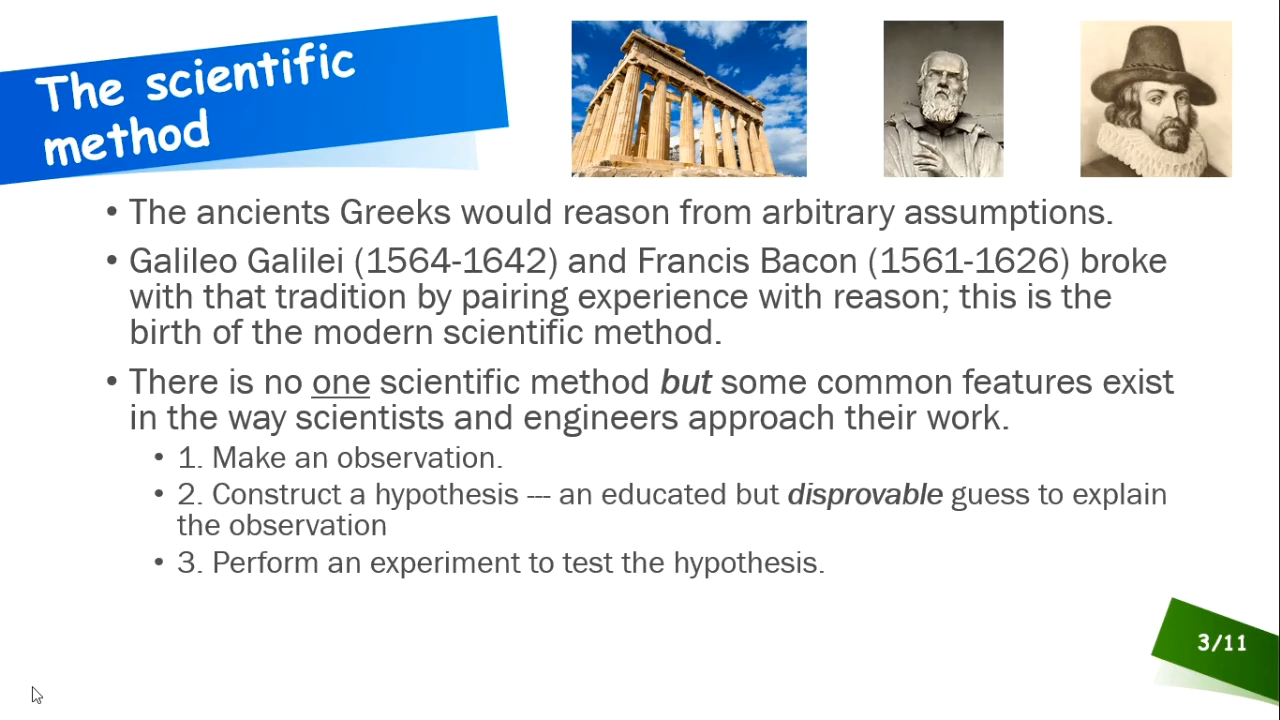 The scientific
method
• The ancients Greeks would reason from arbitrary assumptions.
• Galileo Galilei (1564-1642) and Francis Bacon (1561-1626) broke
with that tradition by pairing experience with reason; this is the
birth of the modern scientific method.
• There is no one scientific method but some common features exist
in the way scientists and engineers approach their work.
• 1. Make an observation.
• 2. Construct a hypothesis --- an educated but disprovable guess to explain
the observation
• 3. Perform an experiment to test the hypothesis.
3/11